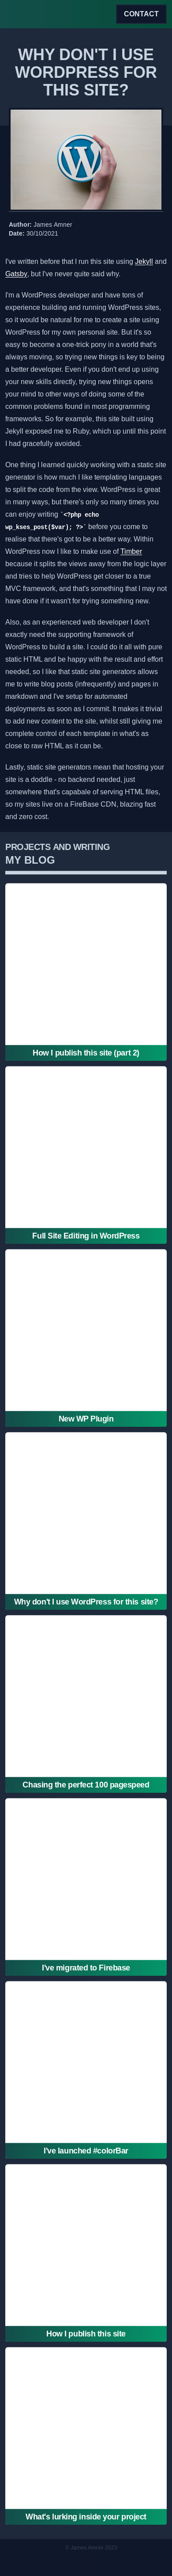 CONTACT
WHY DON'T I USE
WORDPRESS FOR
THIS SITE?
Author: James Amner
Date: 30/10/2021
I've written before that I run this site using Jekyll and
Gatsby, but I've never quite said why.
I'm a WordPress developer and have tons of
experience building and running WordPress sites,
so it would be natural for me to create a site using
WordPress for my own personal site. But it's so
easy to become a one-trick pony in a world that's
always moving, so trying new things is key to being
a better developer. Even if you don't end up using
your new skills directly, trying new things opens
your mind to other ways of doing some of the
common problems found in most programming
frameworks. So for example, this site built using
Jekyll exposed me to Ruby, which up until this point
I had gracefully avoided.
One thing I learned quickly working with a static site
generator is how much I like templating languages
to split the code from the view. WordPress is great
in many ways, but there's only so many times you
can enjoy writing `<?php echo
wp_kses_post($var); ?>` before you come to
realise that there's got to be a better way. Within
WordPress now I like to make use of Timber
because it splits the views away from the logic layer
and tries to help WordPress get closer to a true
MVC framework, and that's something that I may not
have done if it wasn't for trying something new.
Also, as an experienced web developer I don't
exactly need the supporting framework of
WordPress to build a site. I could do it all with pure
static HTML and be happy with the result and effort
needed, so I like that static site generators allows
me to write blog posts (infrequently) and pages in
markdown and I've setup for automated
deployments as soon as I commit. It makes it trivial
to add new content to the site, whilst still giving me
complete control of each template in what's as
close to raw HTML as it can be.
Lastly, static site generators mean that hosting your
site is a doddle - no backend needed, just
somewhere that's capable of serving HTML files,
so my sites live on a FireBase CDN, blazing fast
and zero cost.
PROJECTS AND WRITING
MY BLOG
How I publish this site (part 2)
Full Site Editing in WordPress
New WP Plugin
Why don't I use WordPress for this site?
Chasing the perfect 100 pagespeed
I've migrated to Firebase
I've launched #colorBar
How I publish this site
What's lurking inside your project
© James Amner 2023